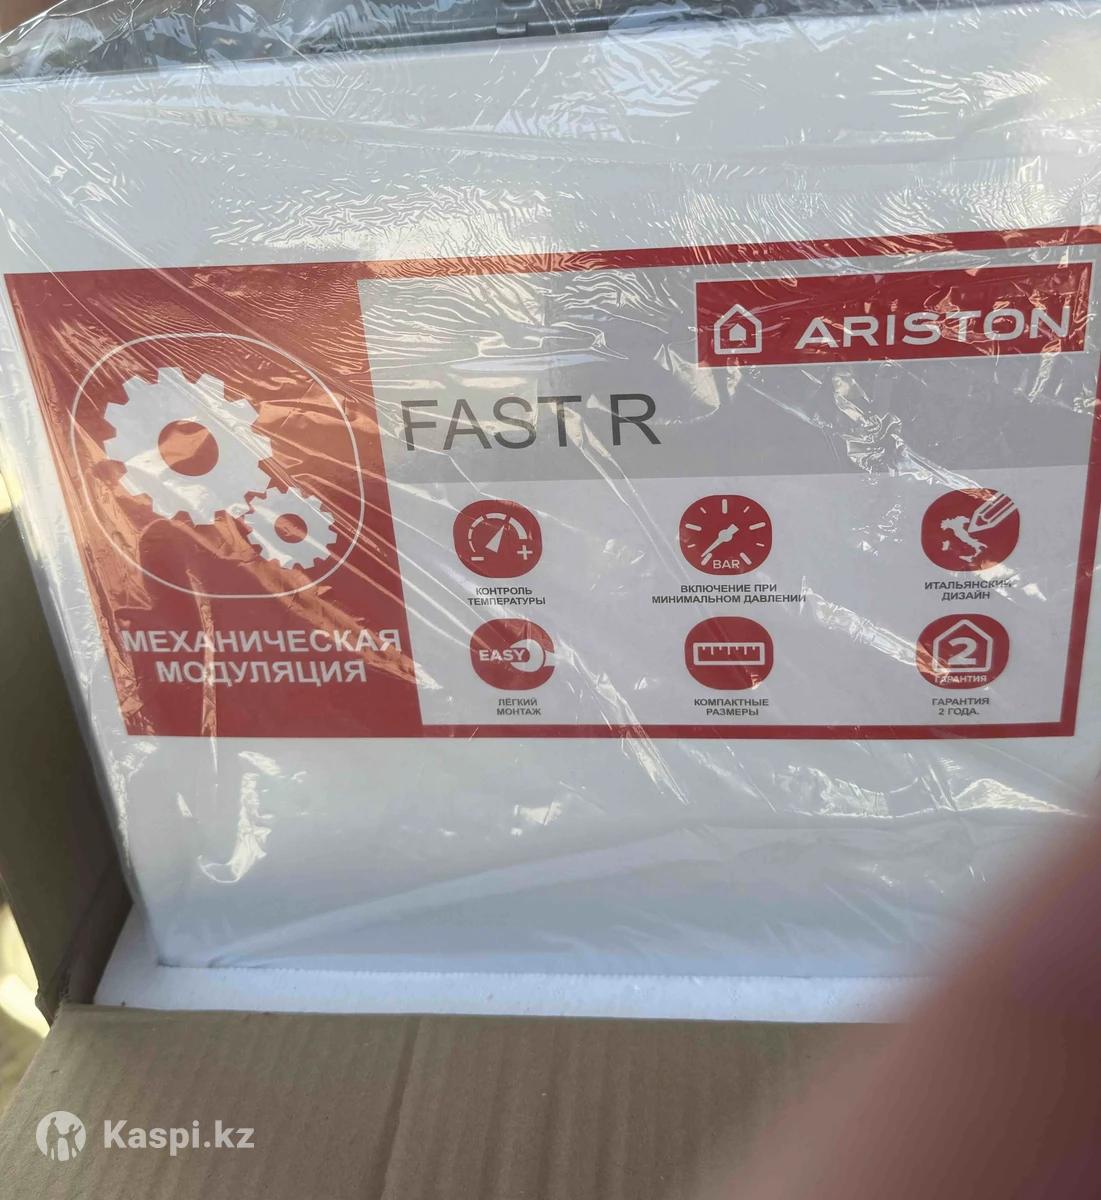 ARISTON
FAST R
МЕХАНИЧЕСКАЯ
МОДУЛЯЦИЯ
КОНТРОЛЬ
ТЕМПЕРАТУРЫ
BAR
ВКЛЮЧЕНИЕ ПРИ
МИНИМАЛЬНОМ ДАВЛЕНИИ
ИТАЛЬЯНСКИЙ
ДИЗАЙН
EASY
ЛЁГКИЙ
МОНТАЖ
КОМПАКТНЫЕ
РАЗМЕРЫ
2
ГАРАНТИЯ
ГАРАНТИЯ
2 ГОДА.
Kaspi.kz